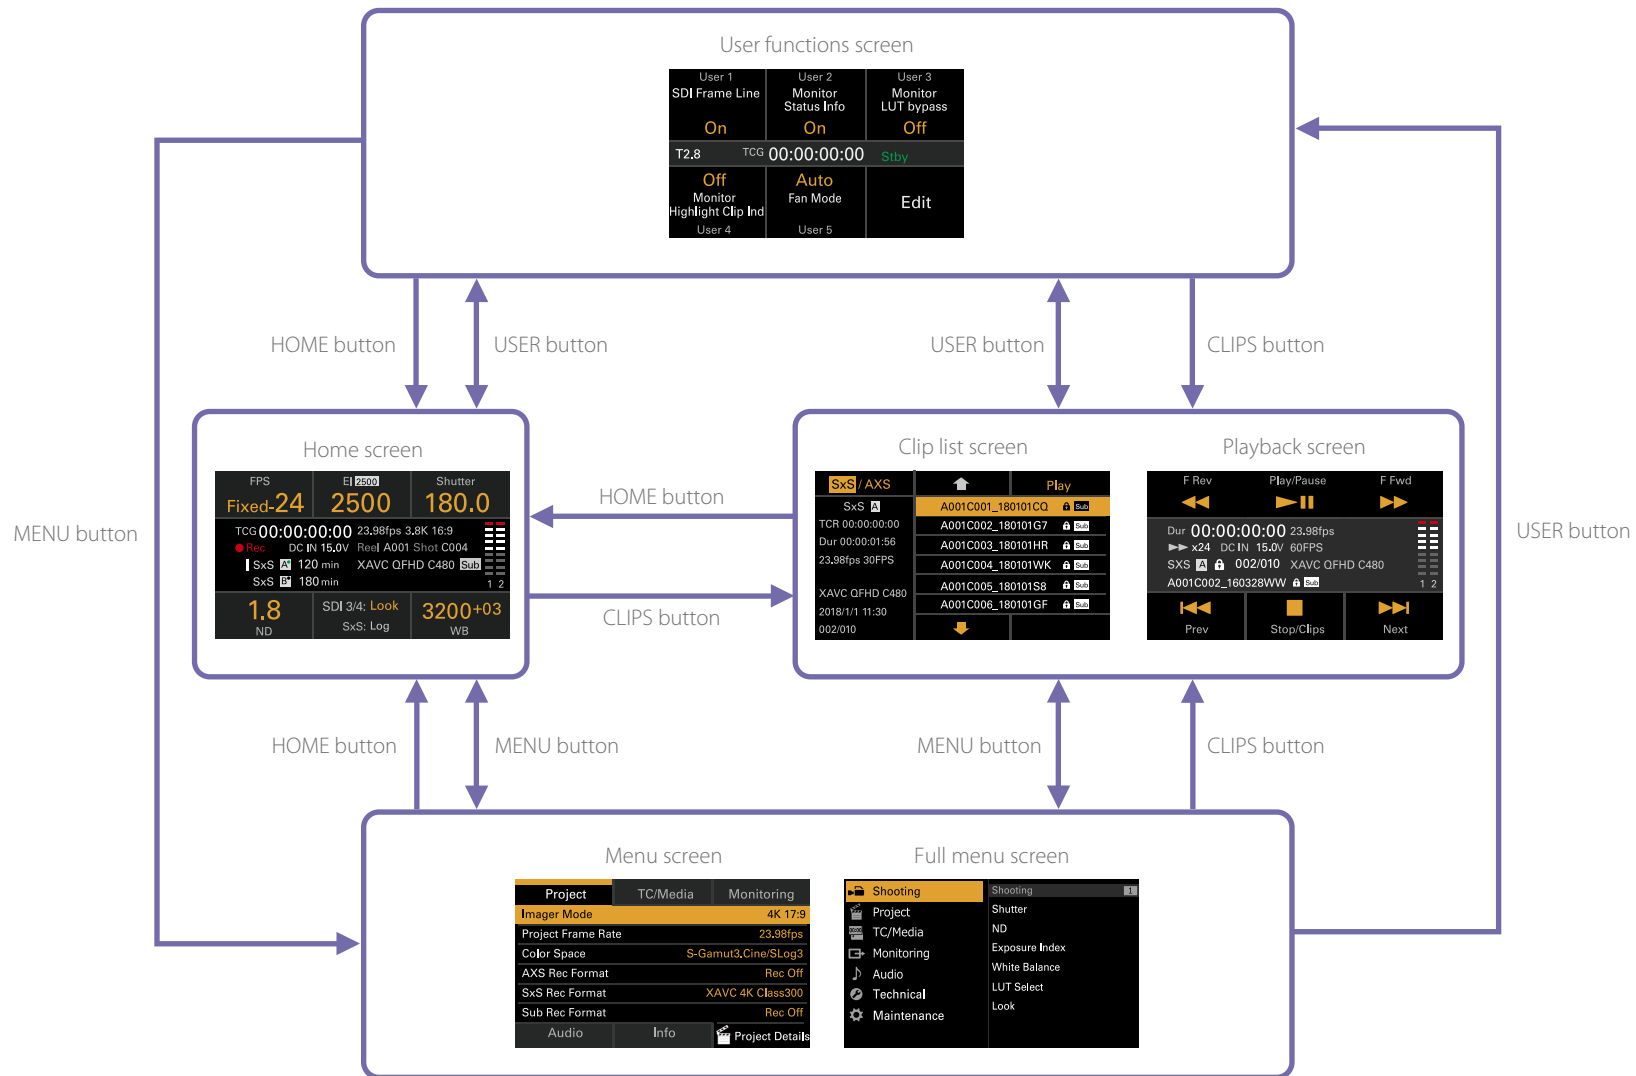 User functions screen
User 1 User 2 User 3
SDI Frame Line Monitor Status Info Monitor LUT bypass
On On Off
T2.8 TCG 00:00:00:00 Stby
Off Auto
Monitor Highlight Clip Ind Fan Mode Edit
User 4 User 5
HOME button USER button USER button CLIPS button
MENU button
USER button
Home screen
FPS EI 2500 Shutter
Fixed-24 2500 180.0
TCG 00:00:00:00 23.98fps 3.8K 16:9
Rec DC IN 15.0V Reel A001 Shot C004
SxS A 120 min XAVC QFHD C480 Sub
SxS B 180 min 1 2
1.8 SDI 3/4: Look 3200+03
ND SxS: Log WB
HOME button
CLIPS button
Clip list screen
SxS / AXS Play
SxS A
TCR 00:00:00:00
Dur 00:00:01:56
23.98fps 30FPS
XAVC QFHD C480
2018/1/1 11:30
002/010
A001C001_180101CQ Sub
A001C002_180101G7 Sub
A001C003_180101HR Sub
A001C004_180101WK Sub
A001C005_180101S8 Sub
A001C006_180101GF Sub
Playback screen
F Rev Play/Pause F Fwd
Dur 00:00:00:00 23.98fps
x24 DC IN 15.0V 60FPS
SXS A 002/010 XAVC QFHD C480
A001C002_160328WW Sub 1 2
Prev Stop/Clips Next
HOME button MENU button MENU button CLIPS button
Menu screen
Project TC/Media Monitoring
Imager Mode 4K 17:9
Project Frame Rate 23.98fps
Color Space S-Gamut3.Cine/SLog3
AXS Rec Format Rec Off
SxS Rec Format XAVC 4K Class300
Sub Rec Format Rec Off
Audio Info Project Details
Full menu screen
Shooting
Project
TC/Media
Monitoring
Audio
Technical
Maintenance
Shooting 1
Shutter
ND
Exposure Index
White Balance
LUT Select
Look